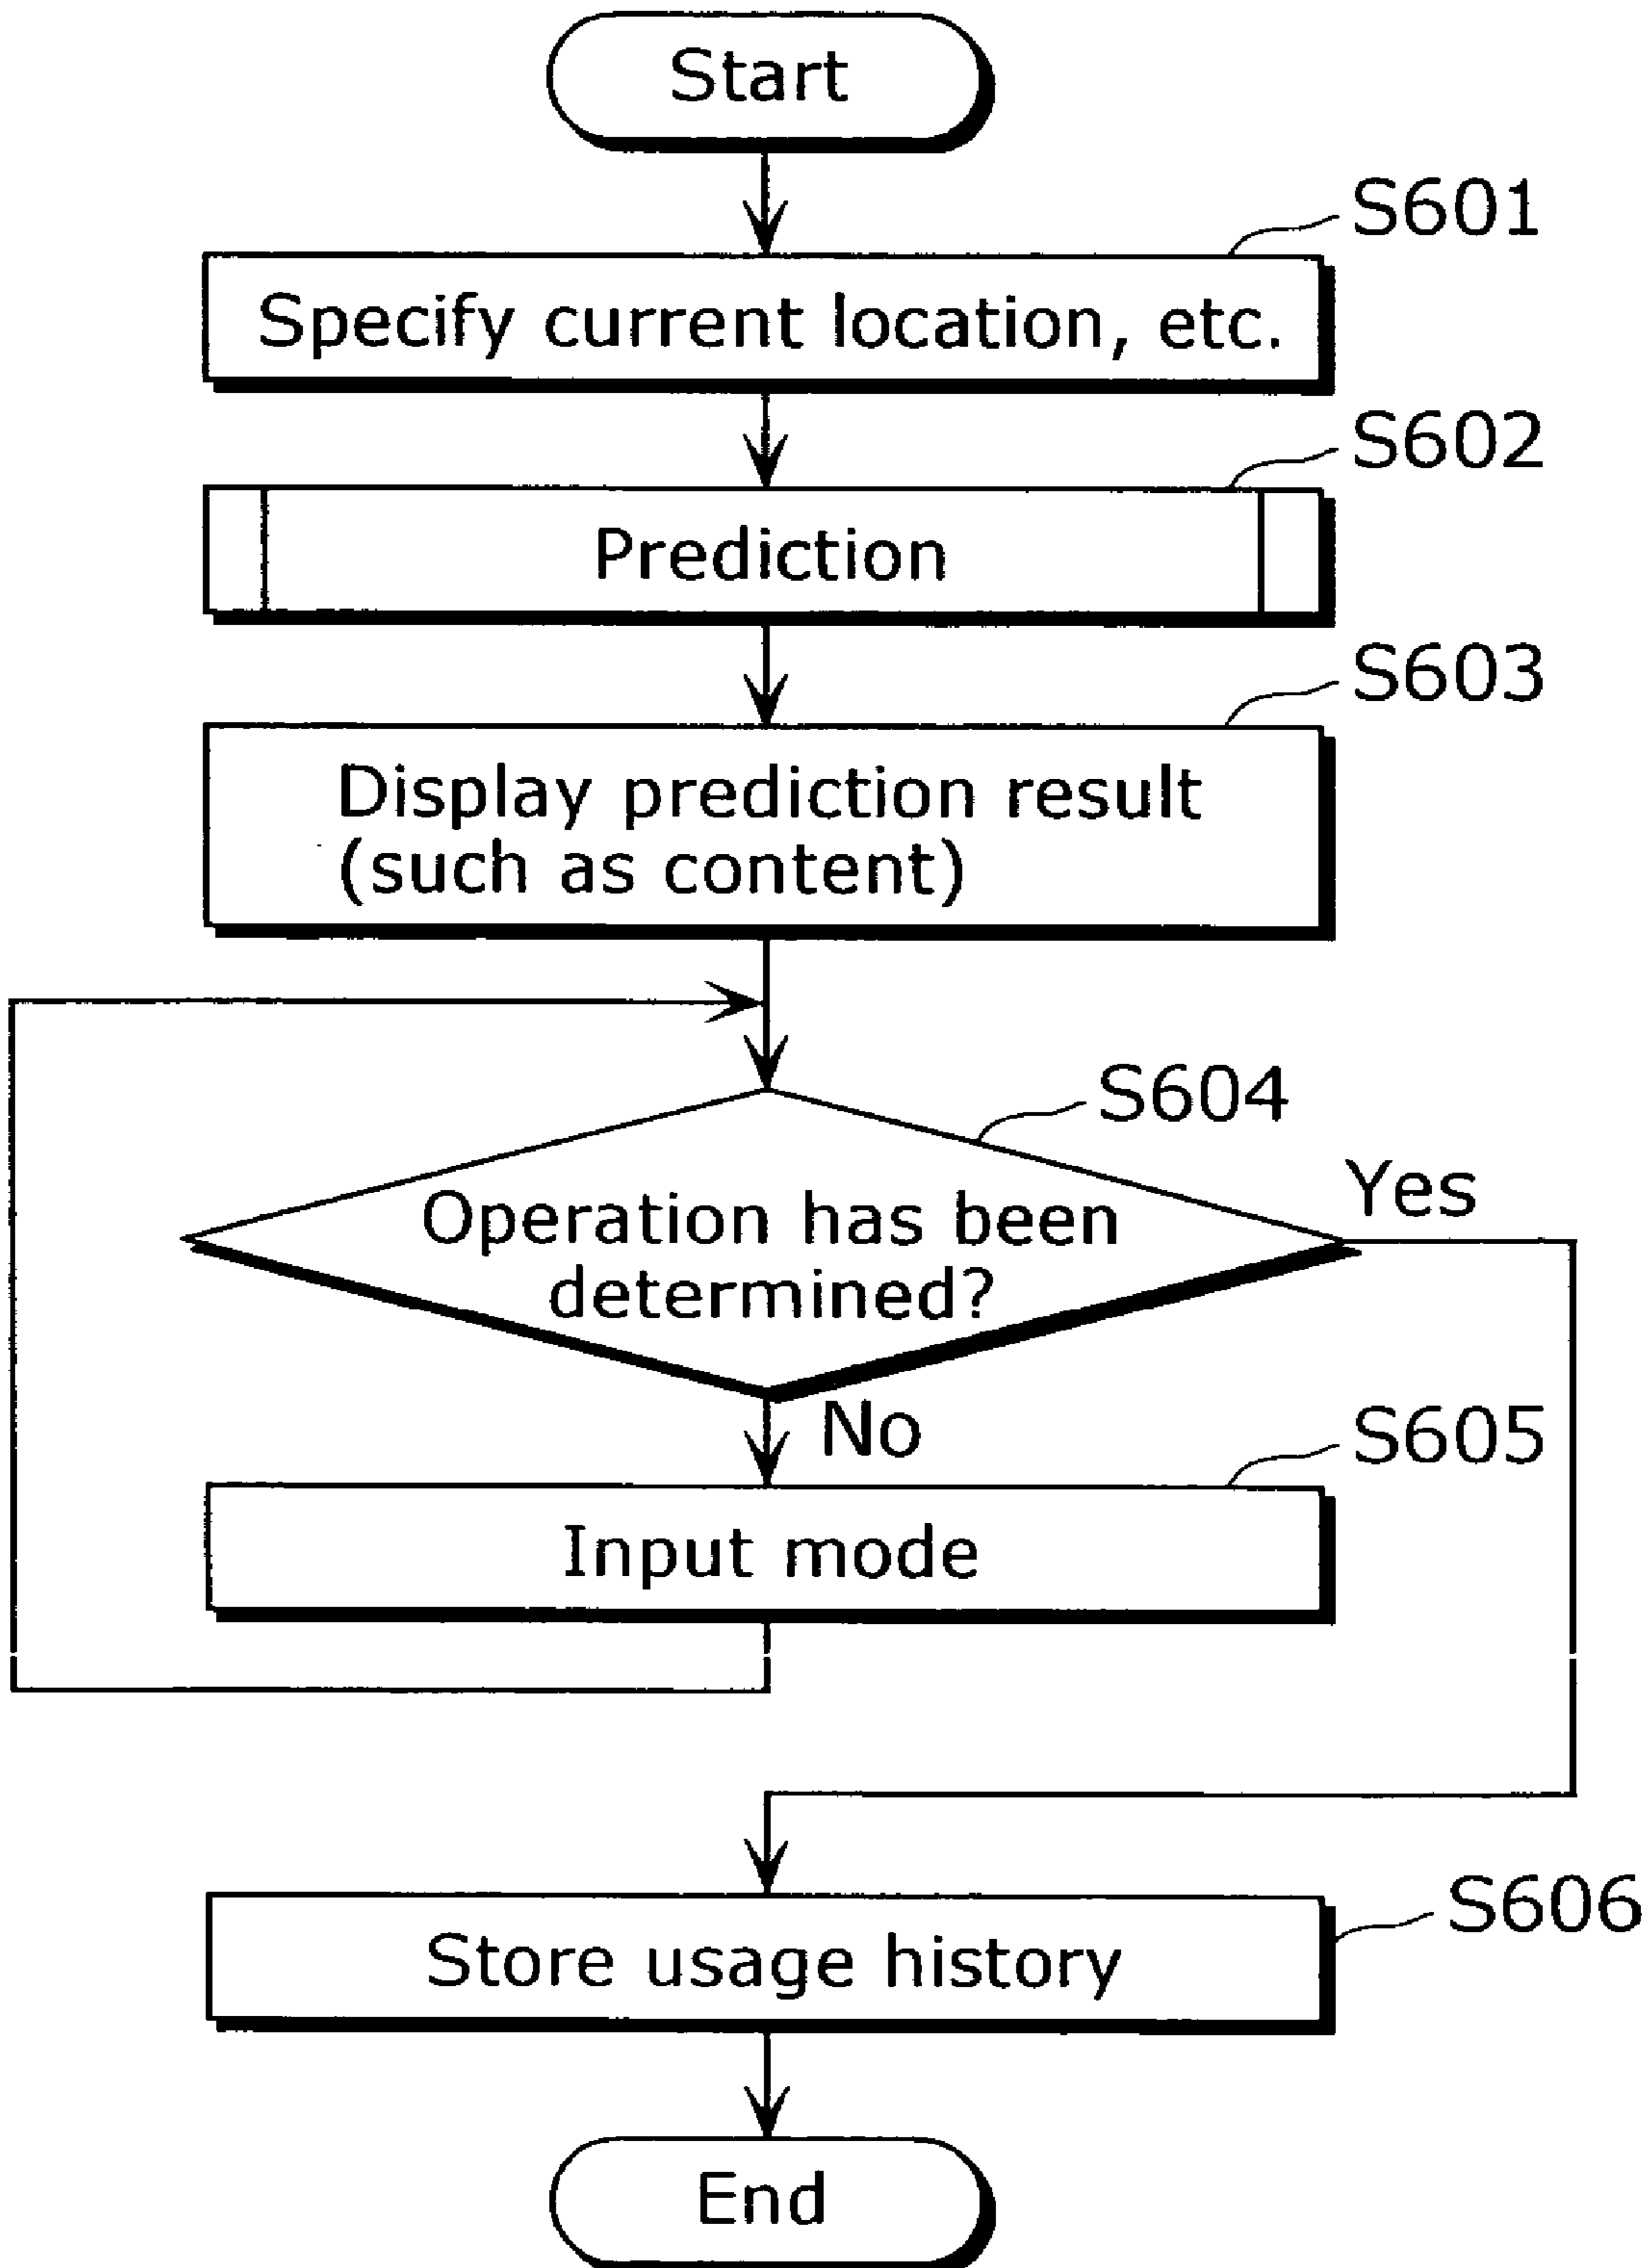 Start
S601
Specify current location, etc.
S602
Prediction
S603
Display prediction result
(such as content)
S604
Yes
Operation has been
determined?
No
S605
Input mode
S606
Store usage history
End